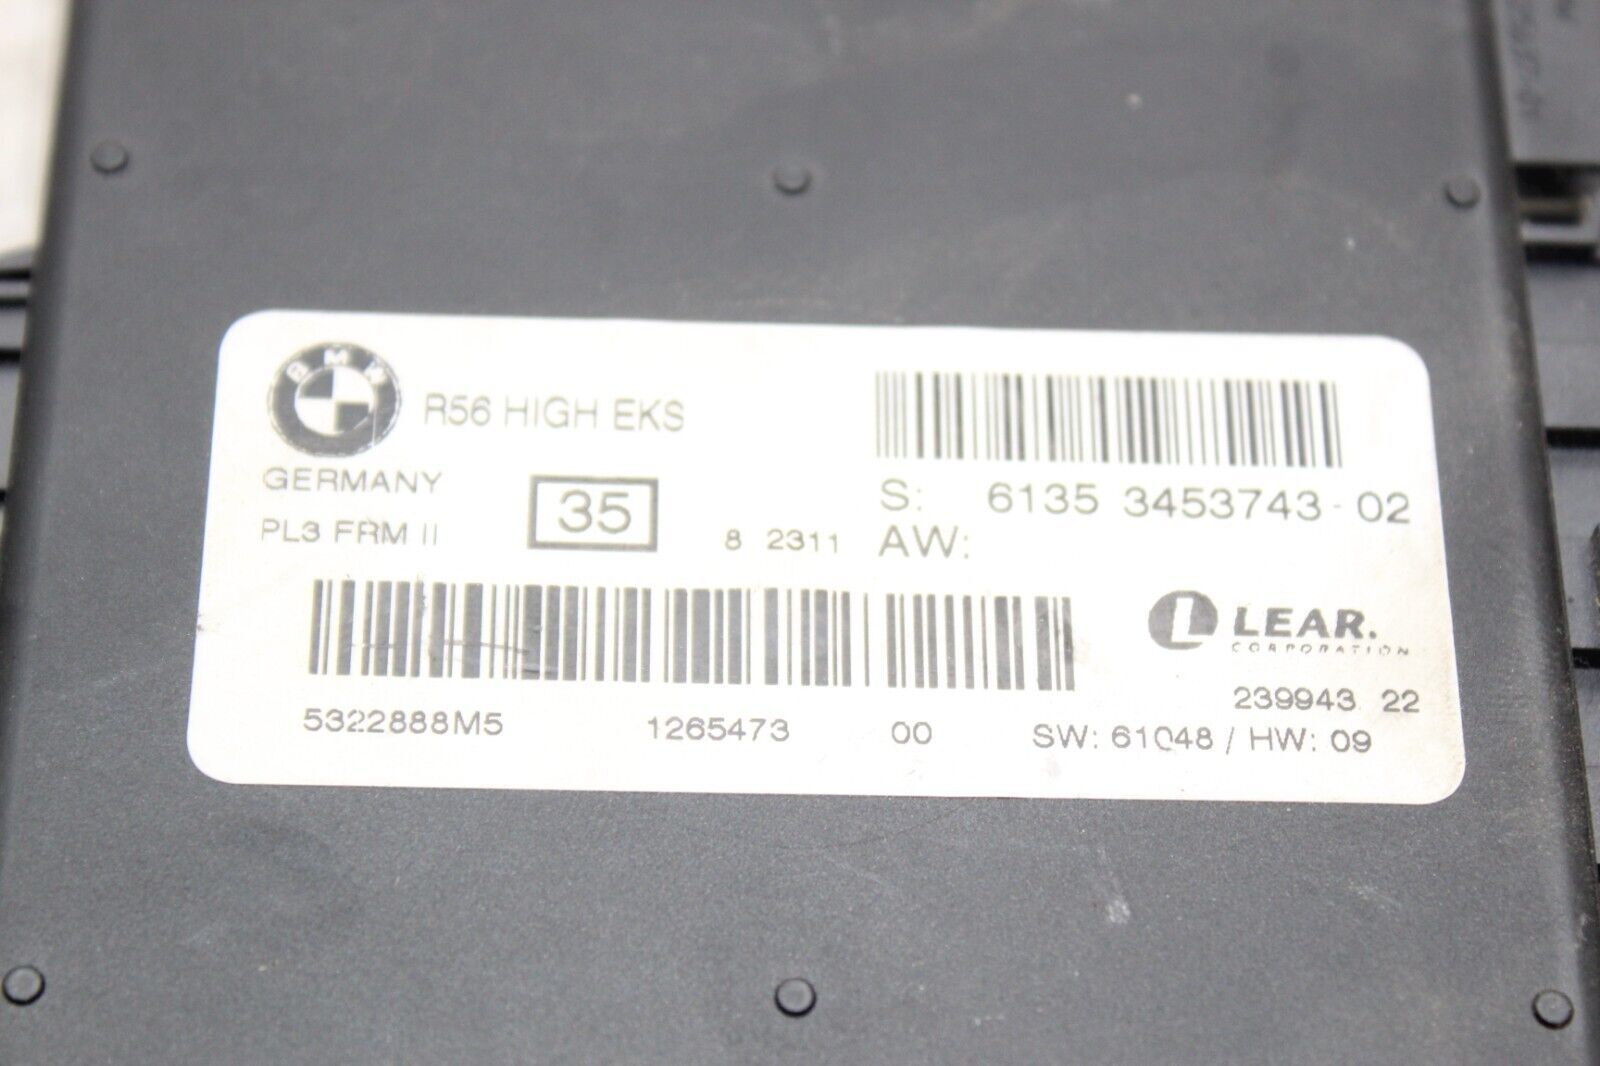 BMW
R56 HIGH EKS
GERMANY
35
S: 6135 3453743-02
PL3 FRM II
8 2311
AW:
LEAR.
CORPORATION
239943 22
5322888M5 1265473 00 SW: 61048 / HW: 09